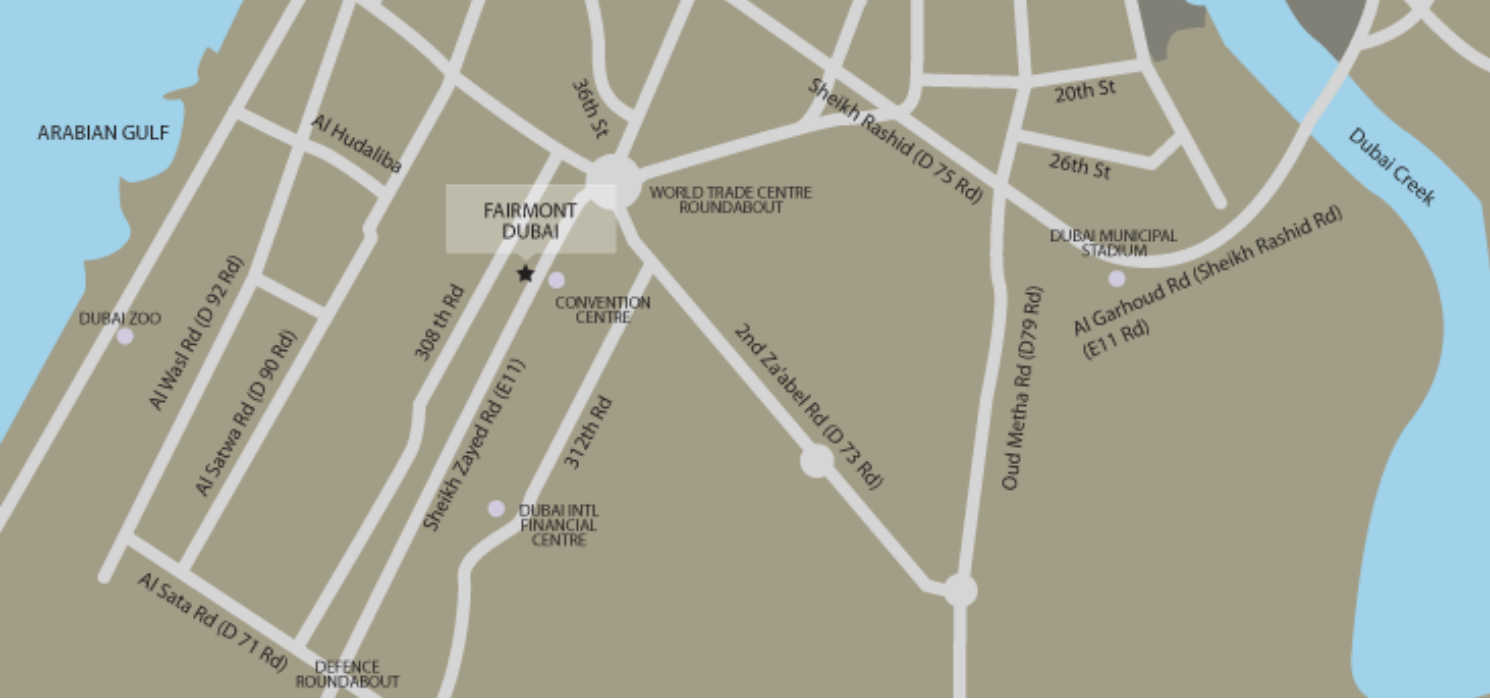 ARABIAN GULF
Al Hudaliba
36th St
Sheikh Rashid (D 75 Rd)
20th St
26th St
Dubai Creek
WORLD TRADE CENTRE
ROUNDABOUT
FAIRMONT
DUBAI
DUBAI MUNICIPAL
STADIUM
Al Garhoud Rd (Sheikh Rashid Rd)
(E11 Rd)
CONVENTION
CENTRE
DUBAI ZOO
Al Wasl Rd (D 92 Rd)
Al Satwa Rd (D 90 Rd)
308 th Rd
Sheikh Zayed Rd (E11)
312th Rd
2nd Za'abel Rd (D 73 Rd)
Oud Metha Rd (D79 Rd)
DUBAI INTL
FINANCIAL
CENTRE
Al Sata Rd (D 71 Rd)
DEFENCE
ROUNDABOUT